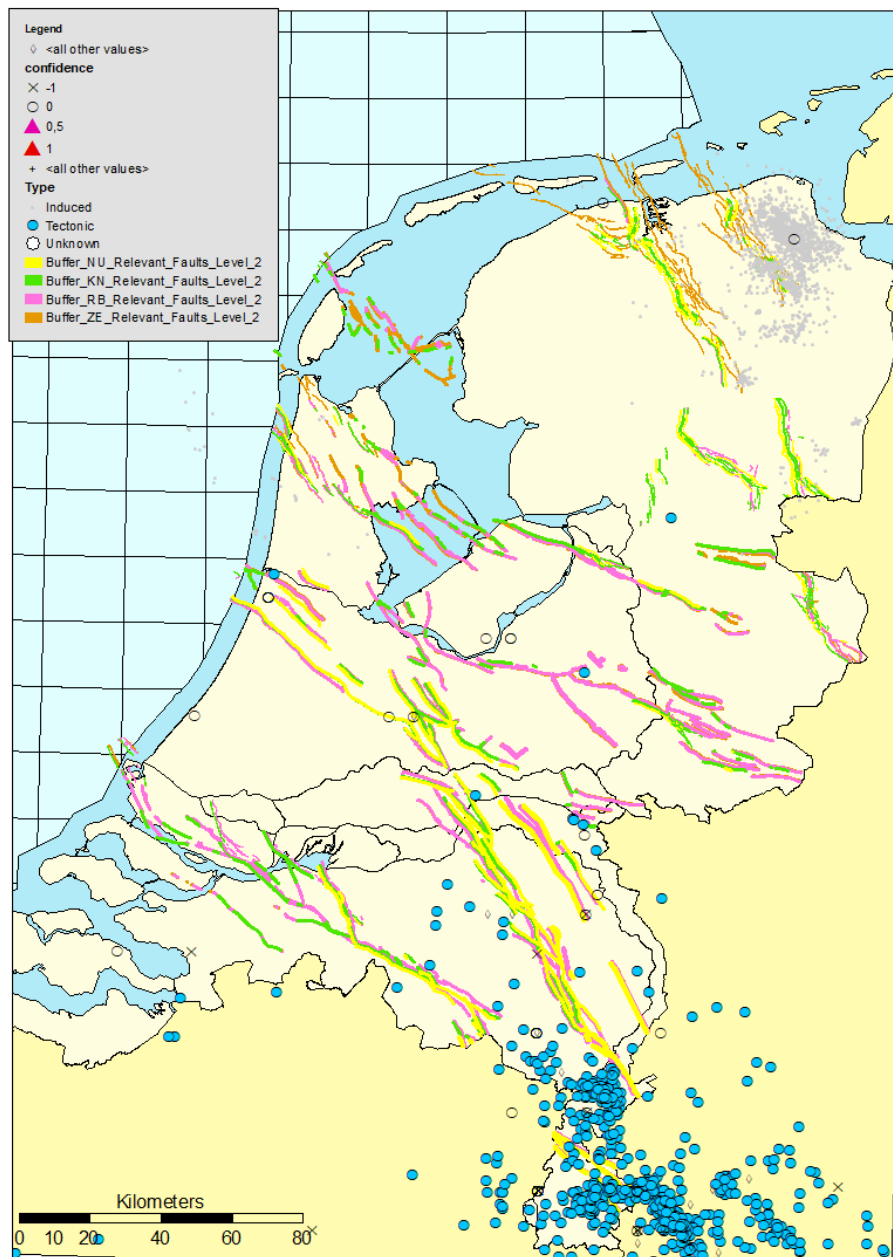 Legend
<all other values>
confidence
-1
0
0,5
1
<all other values>
Type
Induced
Tectonic
Unknown
Buffer_NU_Relevant_Faults_Level_2
Buffer_KN_Relevant_Faults_Level_2
Buffer_RB_Relevant_Faults_Level_2
Buffer_ZE_Relevant_Faults_Level_2
Kilometers
0 10 20 40 60 80